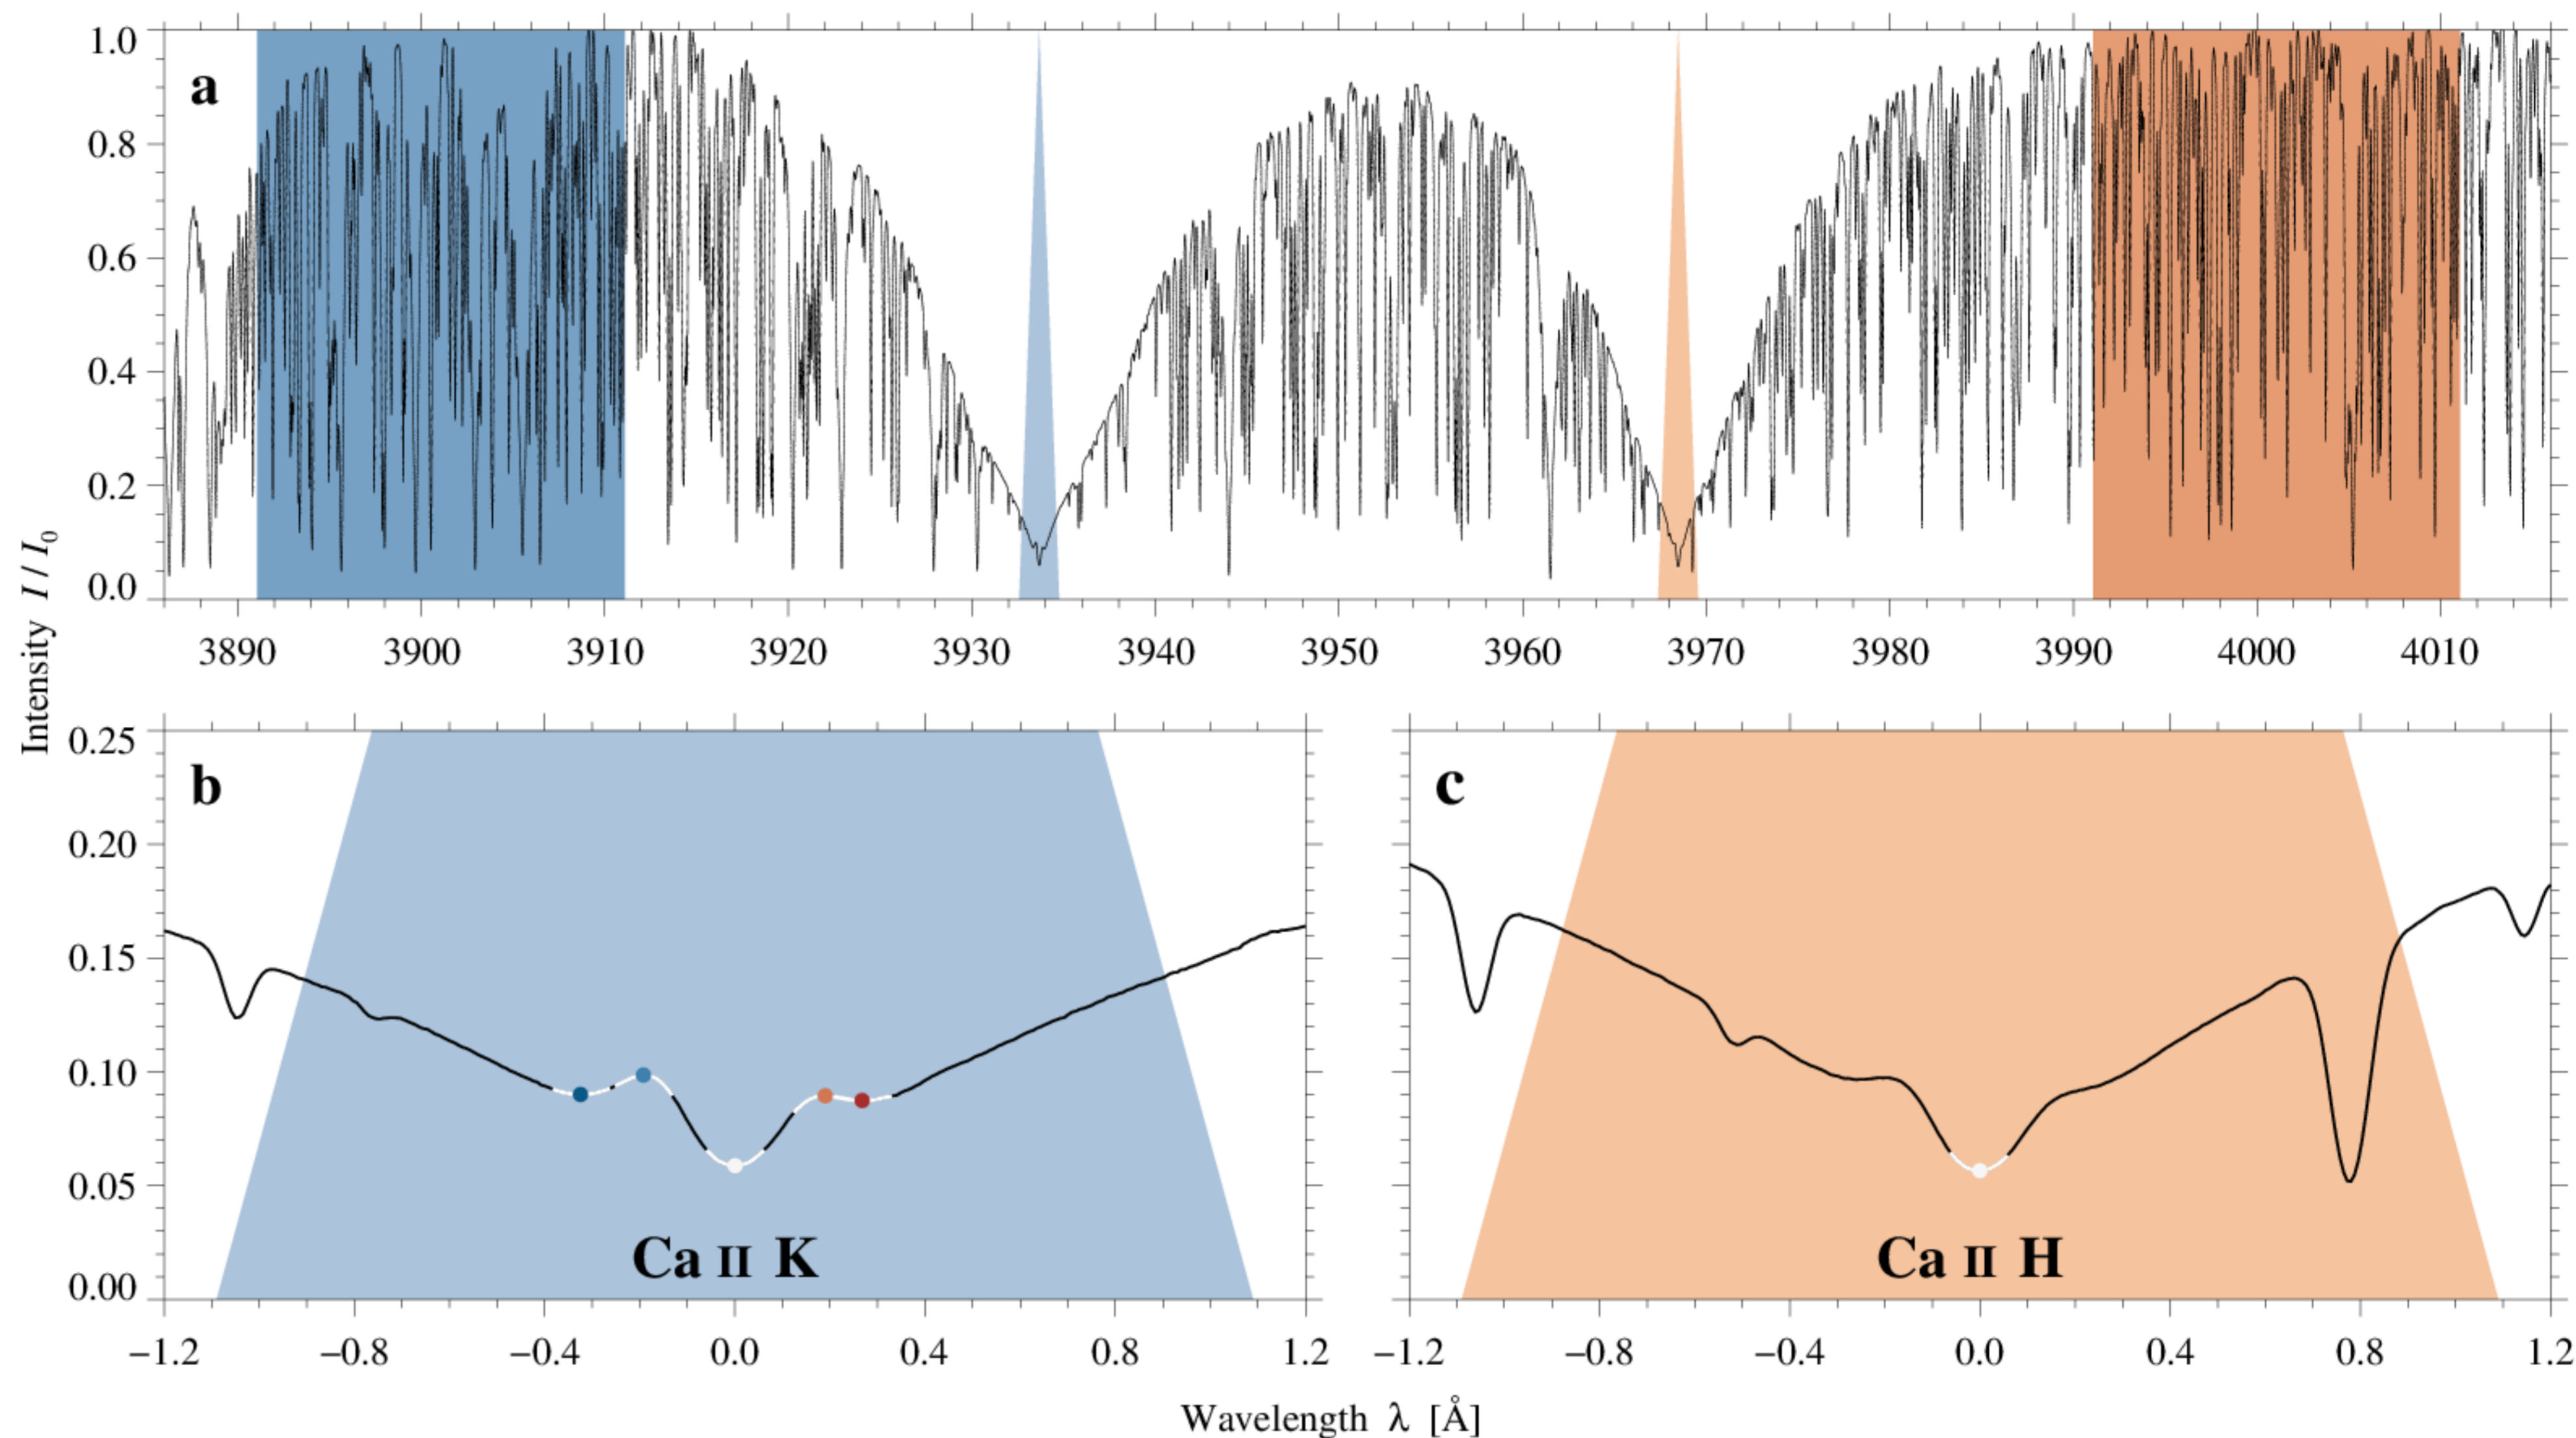 Intensity I / I0
a
1.0
0.8
0.6
0.4
0.2
0.0
3890 3900 3910 3920 3930 3940 3950 3960 3970 3980 3990 4000 4010
b
0.25
0.20
0.15
0.10
0.05
0.00
Ca II K
−1.2 −0.8 −0.4 0.0 0.4 0.8 1.2
c
Ca II H
−1.2 −0.8 −0.4 0.0 0.4 0.8 1.2
Wavelength λ [Å]